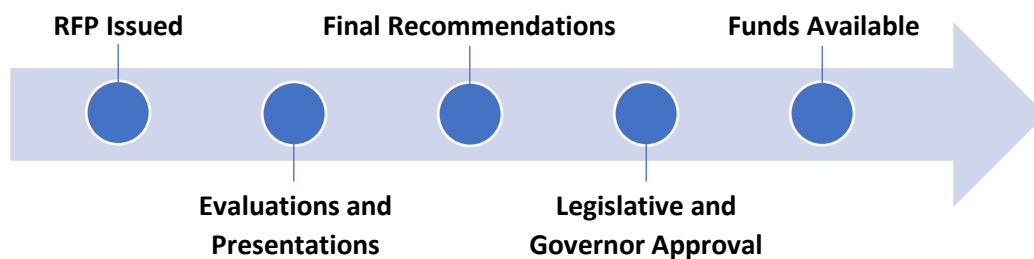 RFP Issued
Final Recommendations
Funds Available
Evaluations and
Presentations
Legislative and
Governor Approval